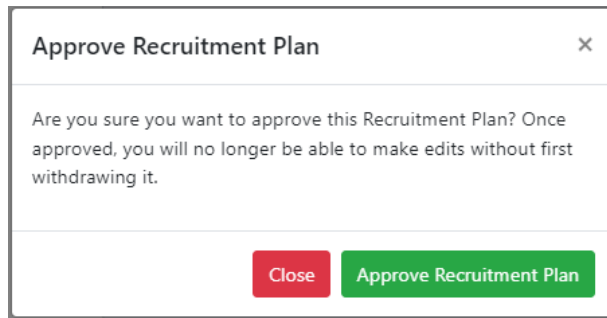 Approve Recruitment Plan ×
Are you sure you want to approve this Recruitment Plan? Once
approved, you will no longer be able to make edits without first
withdrawing it.
Close Approve Recruitment Plan